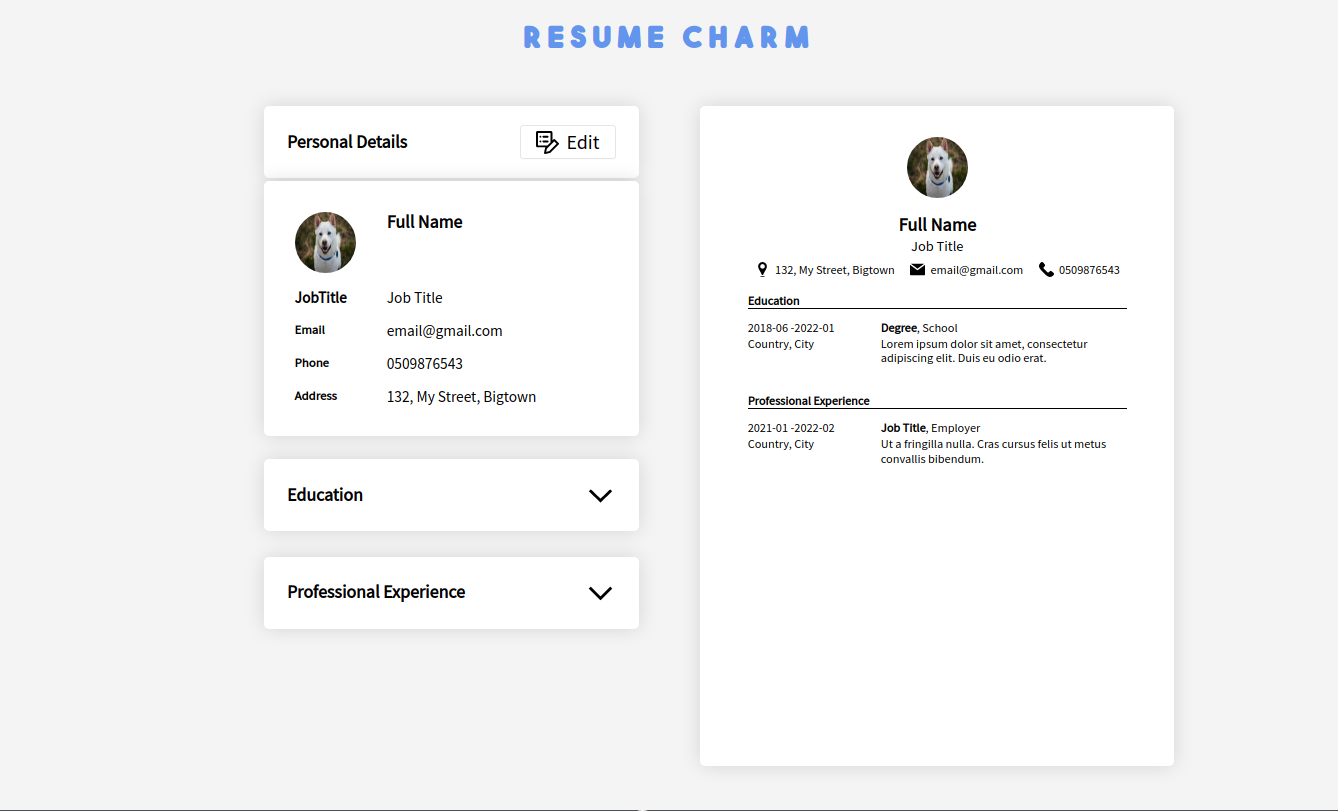 RESUME CHARM
Personal Details
Edit
Full Name
JobTitle Job Title
Email email@gmail.com
Phone 0509876543
Address 132, My Street, Bigtown
Education
Professional Experience
Full Name
Job Title
132, My Street, Bigtown email@gmail.com 0509876543
Education
2018-06 -2022-01 Degree, School
Country, City Lorem ipsum dolor sit amet, consectetur
adipiscing elit. Duis eu odio erat.
Professional Experience
2021-01 -2022-02 Job Title, Employer
Country, City Ut a fringilla nulla. Cras cursus felis ut metus
convallis bibendum.